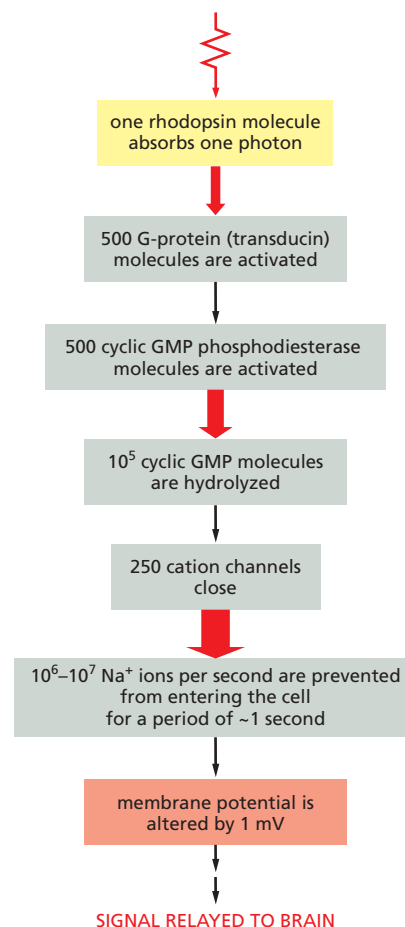 one rhodopsin molecule
absorbs one photon
500 G-protein (transducin)
molecules are activated
500 cyclic GMP phosphodiesterase
molecules are activated
10⁵ cyclic GMP molecules
are hydrolyzed
250 cation channels
close
10⁶–10⁷ Na⁺ ions per second are prevented
from entering the cell
for a period of ~1 second
membrane potential is
altered by 1 mV
SIGNAL RELAYED TO BRAIN